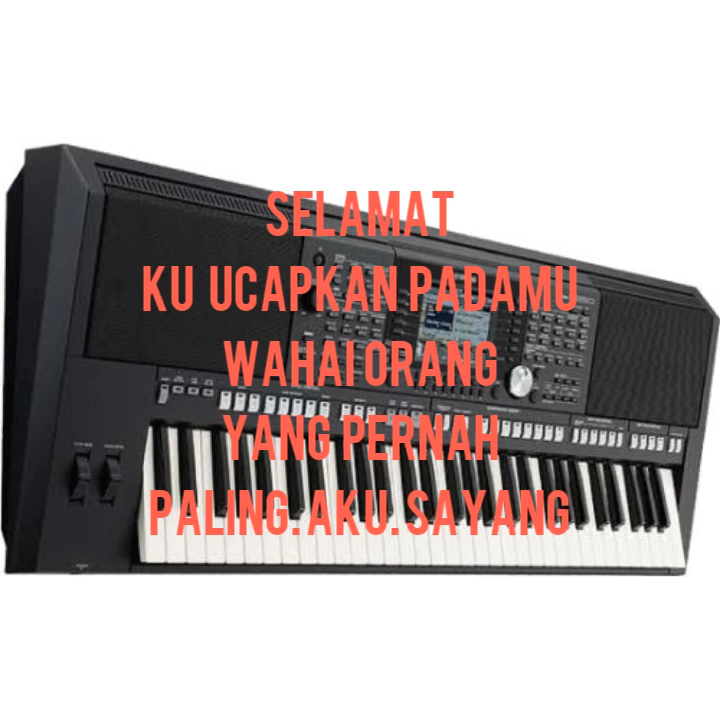 SELAMAT
KU UCAPKAN PADAMU
WAHAI ORANG
YANG PERNAH
PALING. AKU. SAYANG